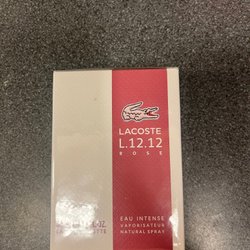 LACOSTE
L.12.12
ROSE
EAU INTENSE
VAPORISATEUR
NATURAL SPRAY